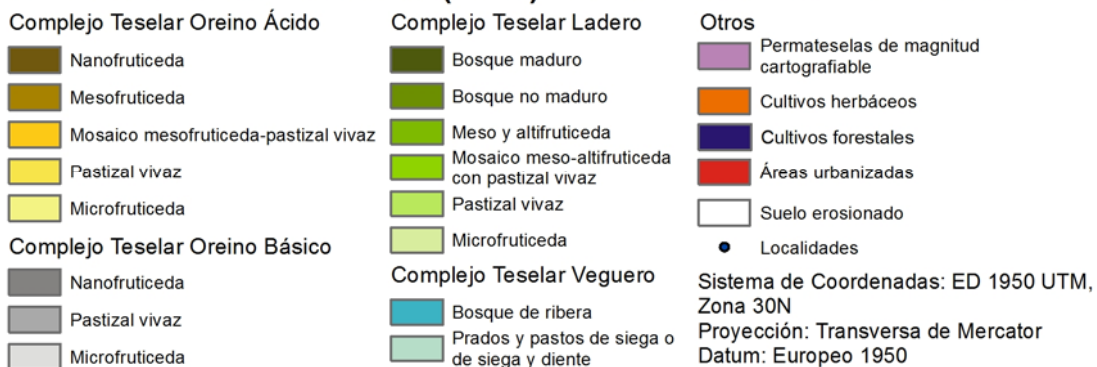 Complejo Teselar Oreino Ácido
Nanofruticeda
Mesofruticeda
Mosaico mesofruticeda-pastizal vivaz
Pastizal vivaz
Microfruticeda
Complejo Teselar Oreino Básico
Nanofruticeda
Pastizal vivaz
Microfruticeda
Complejo Teselar Ladero
Bosque maduro
Bosque no maduro
Meso y altifruticeda
Mosaico meso-altifruticeda
con pastizal vivaz
Pastizal vivaz
Microfruticeda
Complejo Teselar Veguero
Bosque de ribera
Prados y pastos de siega o
de siega y diente
Otros
Permateselas de magnitud
cartografiable
Cultivos herbáceos
Cultivos forestales
Áreas urbanizadas
Suelo erosionado
Localidades
Sistema de Coordenadas: ED 1950 UTM,
Zona 30N
Proyección: Transversa de Mercator
Datum: Europeo 1950